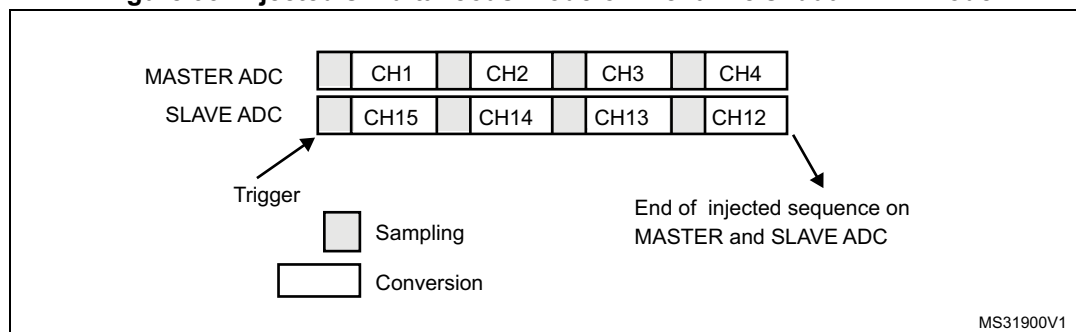 MASTER ADC CH1 CH2 CH3 CH4
SLAVE ADC CH15 CH14 CH13 CH12
Trigger
Sampling
Conversion
End of injected sequence on
MASTER and SLAVE ADC
MS31900V1